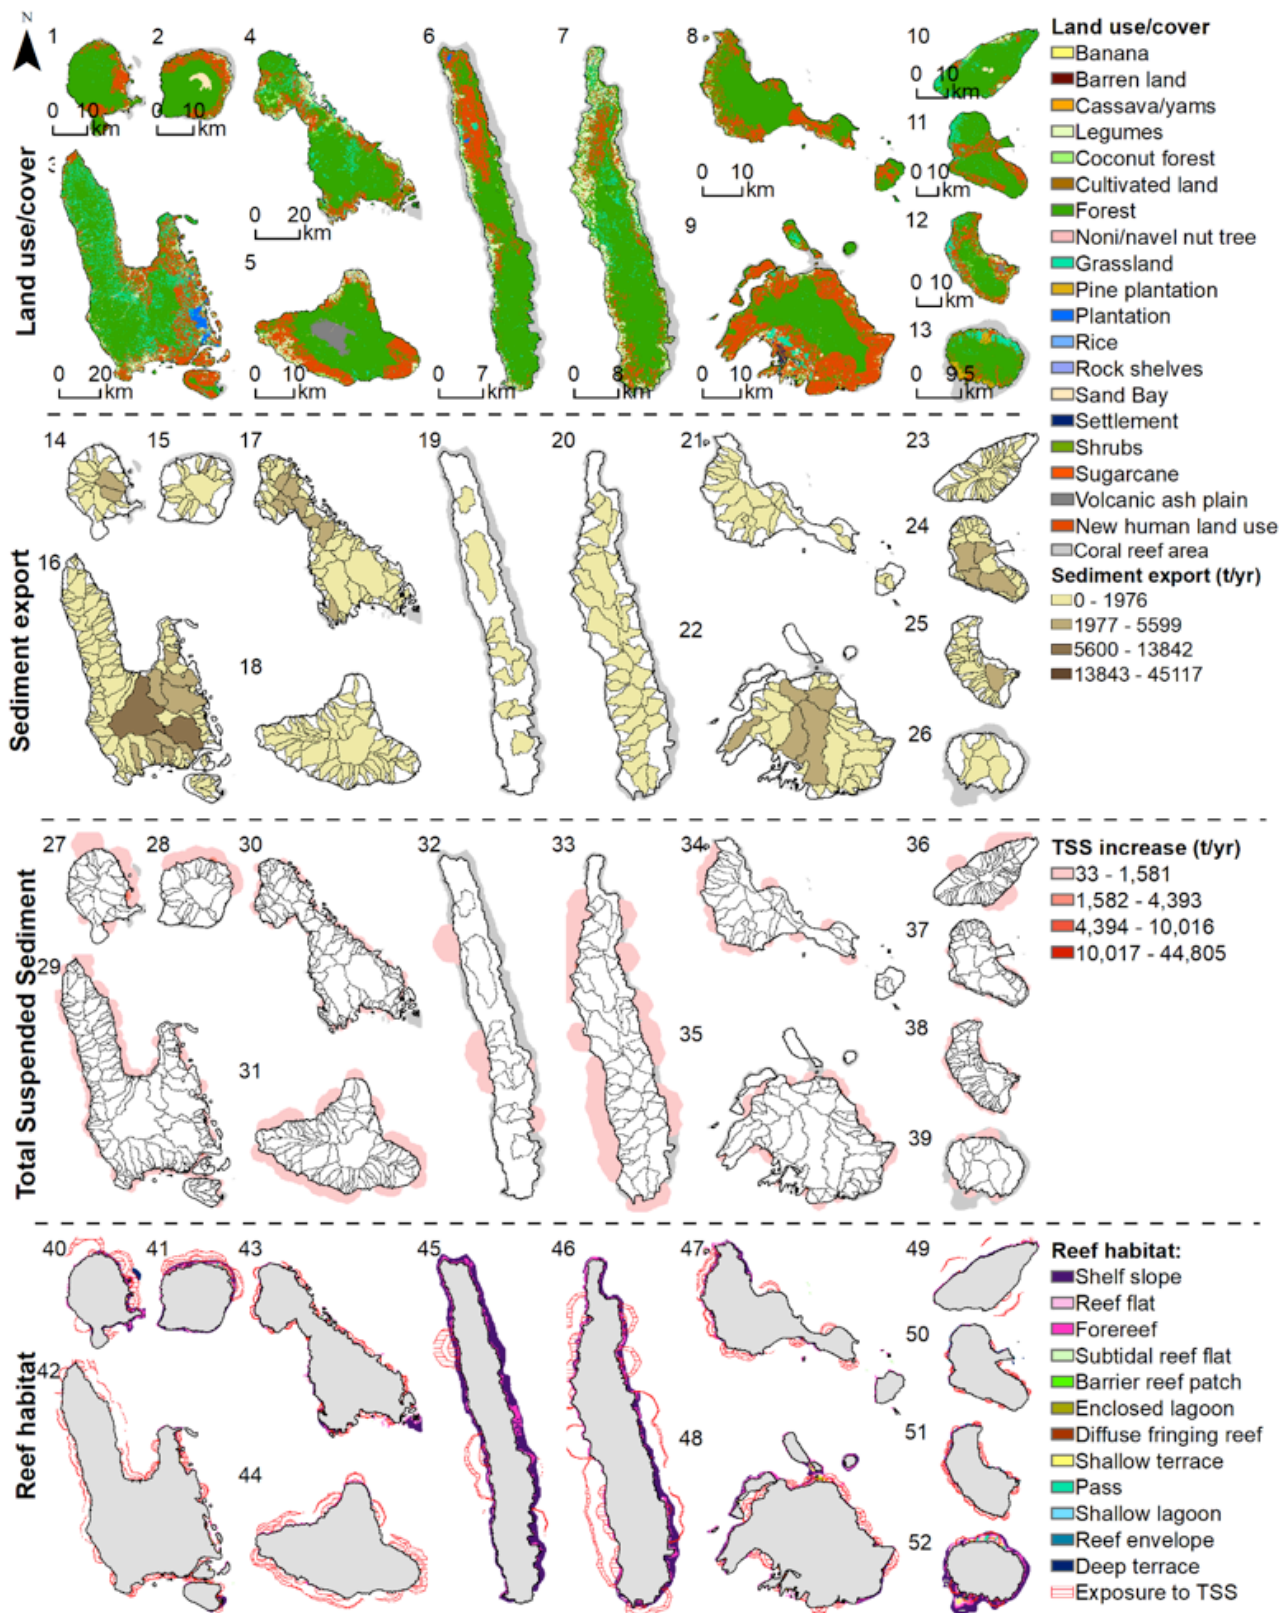 N
1
2
4
6
7
8
10
Land use/cover
Banana
Barren land
Cassava/yams
Legumes
Coconut forest
Cultivated land
Forest
Noni/navel nut tree
Grassland
Pine plantation
Plantation
Rice
Rock shelves
Sand Bay
Settlement
Shrubs
Sugarcane
Volcanic ash plain
New human land use
Coral reef area
0 10
km
0 10
km
0 10
11
3
0 10
km
0 10
0 20
km
9
12
5
0 10
13
0 20
km
0 10
km
0 7
km
0 8
km
0 10
km
0 9.5
km
Land use/cover
14
15
17
19
20
21
23
24
16
25
18
22
26
Sediment export
Sediment export (t/yr)
0 - 1976
1977 - 5599
5600 - 13842
13843 - 45117
27
28
30
32
33
34
36
37
29
38
31
35
39
Total Suspended Sediment
TSS increase (t/yr)
33 - 1,581
1,582 - 4,393
4,394 - 10,016
10,017 - 44,805
40
41
43
45
46
47
49
50
42
51
44
48
52
Reef habitat
Reef habitat:
Shelf slope
Reef flat
Forereef
Subtidal reef flat
Barrier reef patch
Enclosed lagoon
Diffuse fringing reef
Shallow terrace
Pass
Shallow lagoon
Reef envelope
Deep terrace
Exposure to TSS